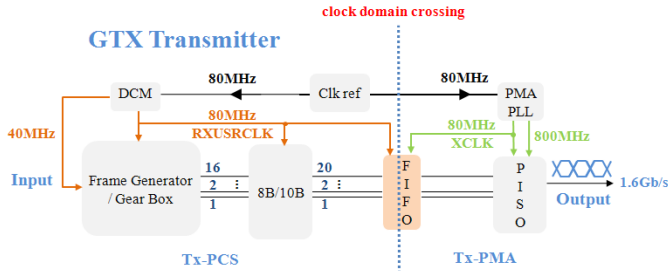 clock domain crossing
GTX Transmitter
DCM
80MHz
Clk ref
80MHz
PMA
PLL
40MHz
80MHz
RXUSRCLK
80MHz
XCLK
800MHz
Input
Frame Generator
/ Gear Box
16
2 ...
1
8B/10B
20
2 ...
1
F
I
F
O
P
I
S
O
1.6Gb/s
Output
Tx-PCS
Tx-PMA